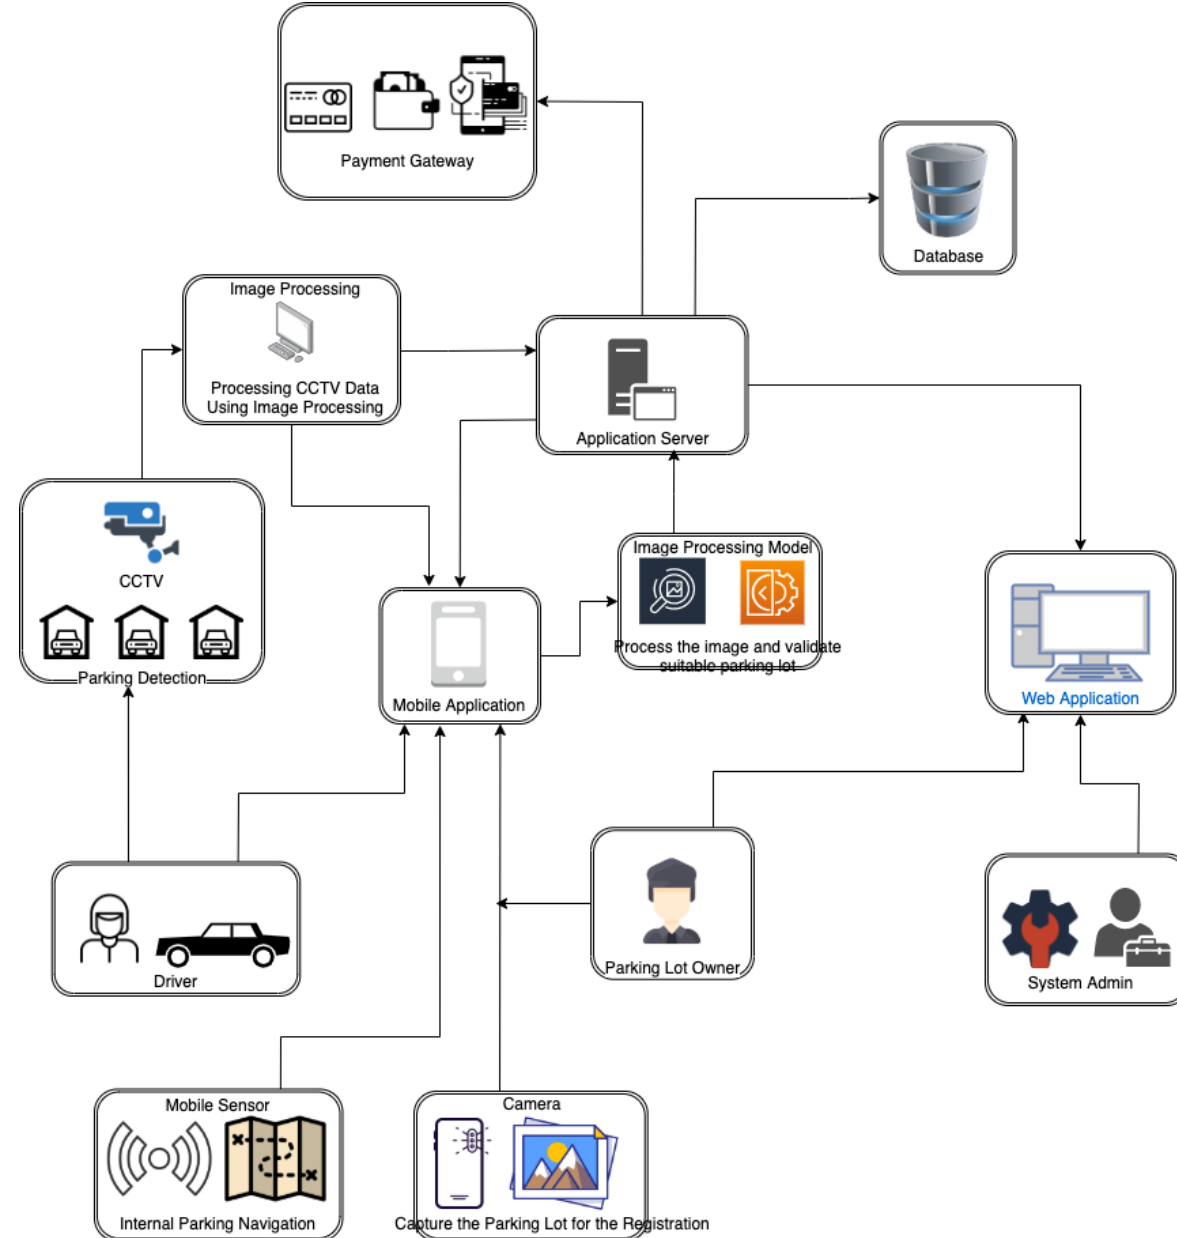 Payment Gateway
Database
Image Processing
Processing CCTV Data
Using Image Processing
Application Server
CCTV
Parking Detection
Image Processing Model
Process the image and validate
suitable parking lot
Mobile Application
Web Application
Driver
Parking Lot Owner
System Admin
Mobile Sensor
Internal Parking Navigation
Camera
Capture the Parking Lot for the Registration